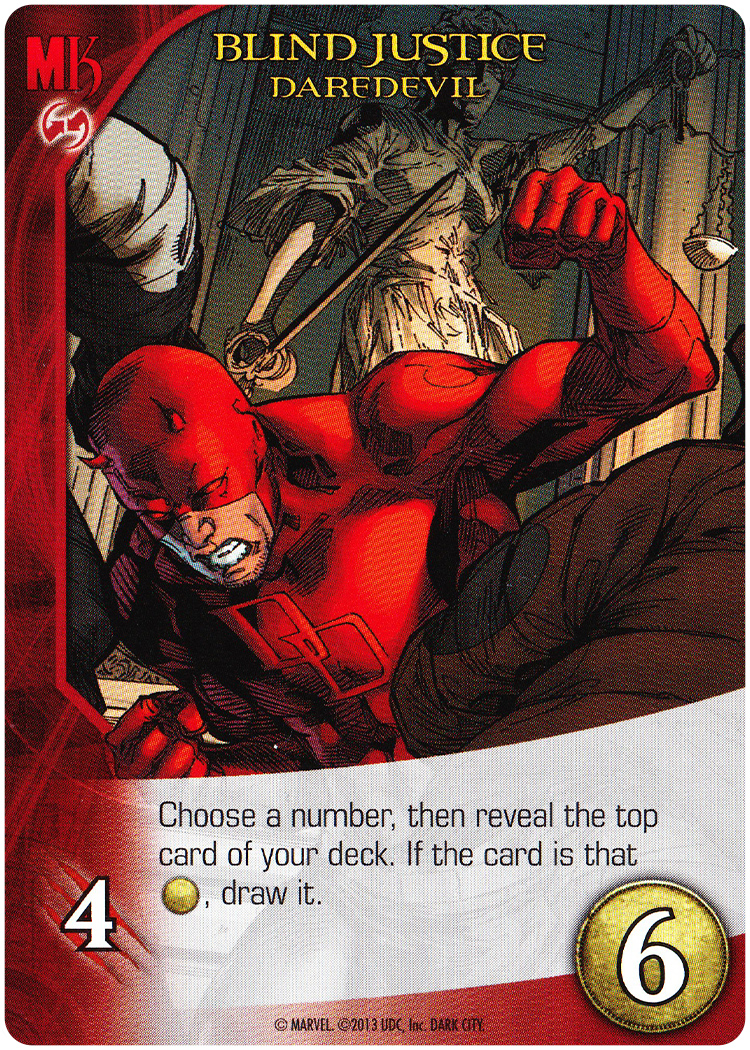 MK
BLIND JUSTICE
DAREDEVIL
Choose a number, then reveal the top
card of your deck. If the card is that
, draw it.
4
6
© MARVEL. ©2013 UDC, Inc. DARK CITY